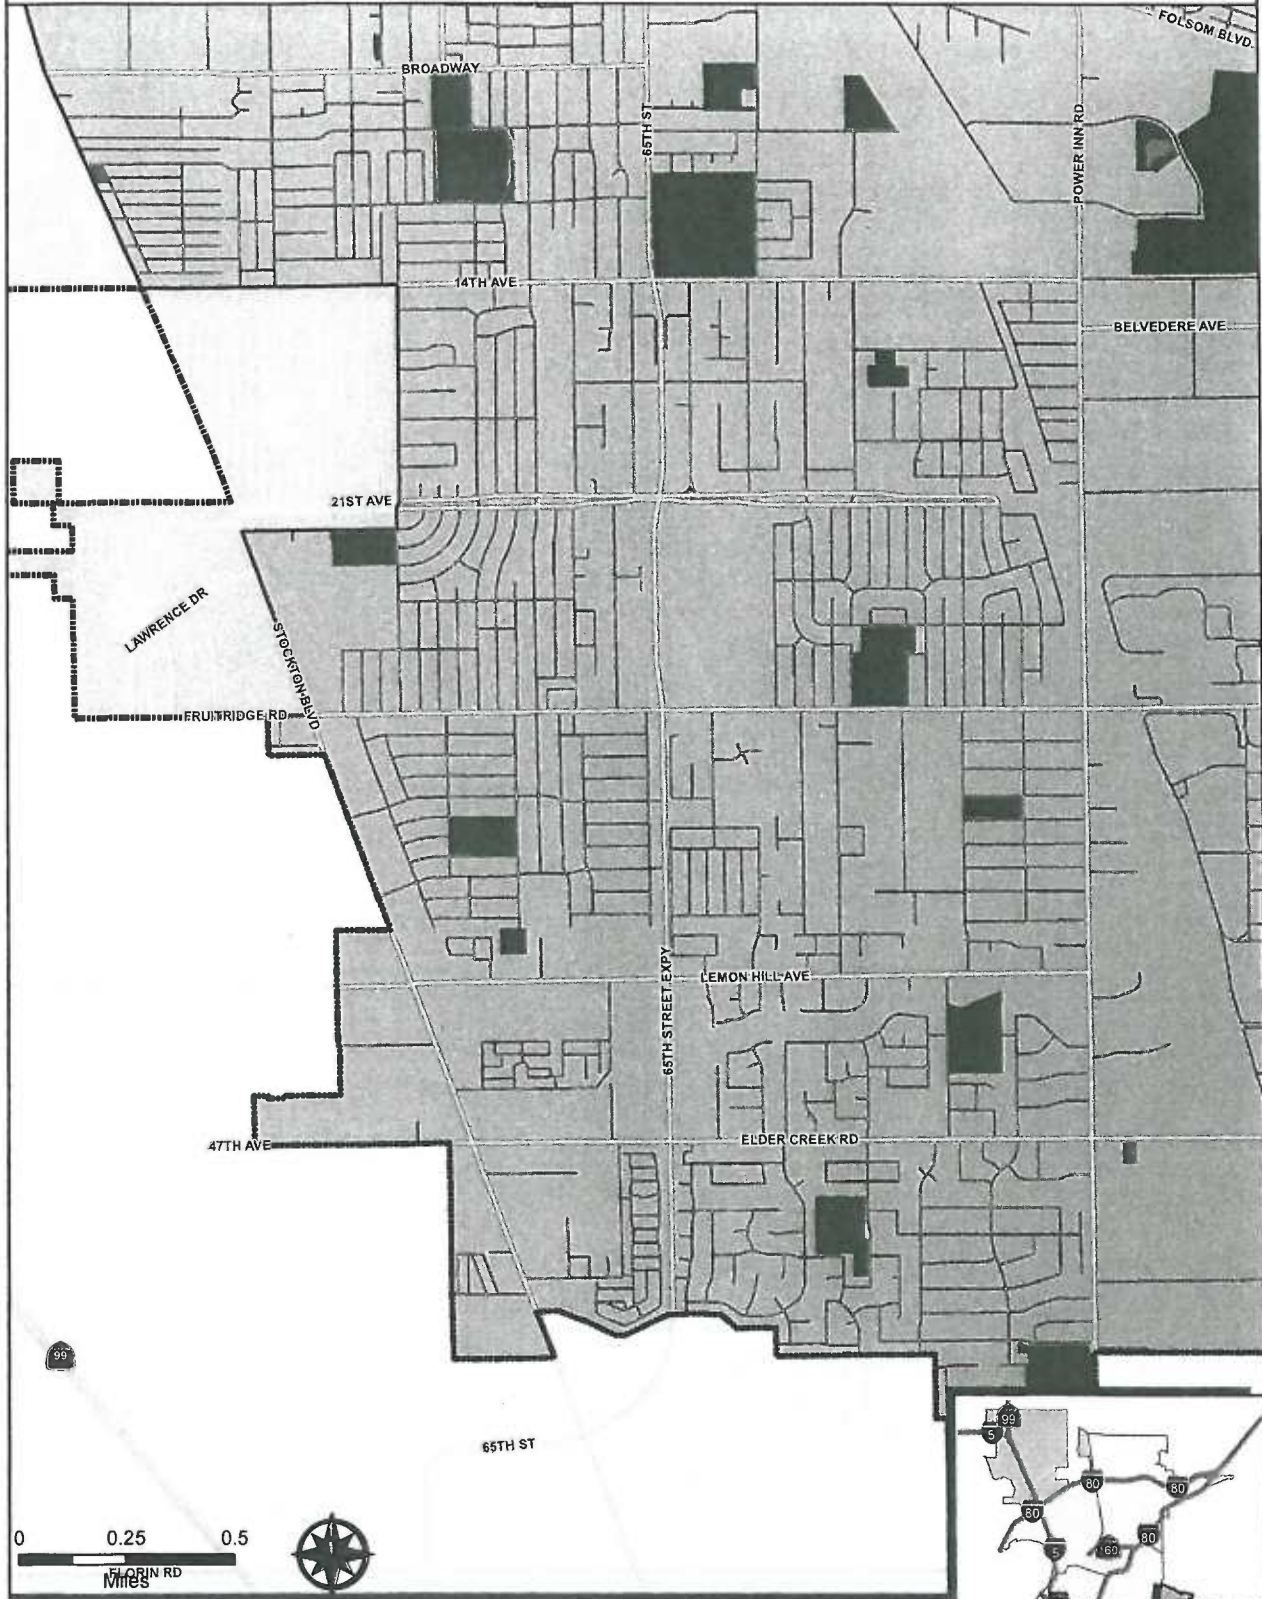 FOLSOM BLVD.
BROADWAY
65TH ST
POWER INN RD
14TH AVE
BELVEDERE AVE
21ST AVE
LAWRENCE DR
STOCKTON BLVD
FRUITRIDGE RD
LEMON HILL AVE
65TH STREET EXPY
47TH AVE
ELDER CREEK RD
99
65TH ST
0 0.25 0.5
FLORIN RD
Miles
99
5
80
80
80
80
5
160